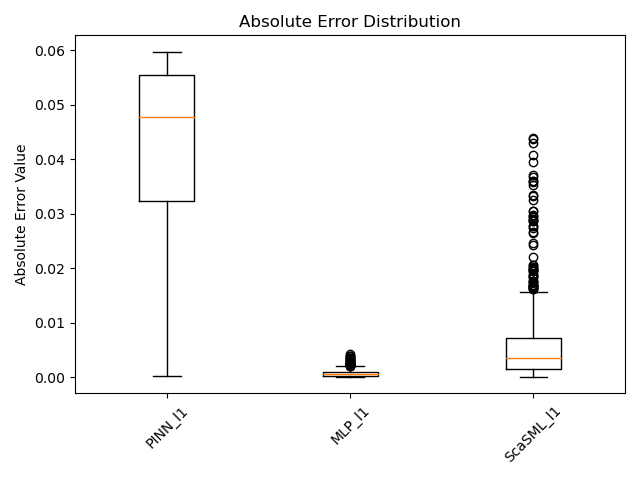 Absolute Error Distribution
0.06
0.05
0.04
0.03
0.02
0.01
0.00
Absolute Error Value
PINN_l1
MLP_l1
ScaSML_l1